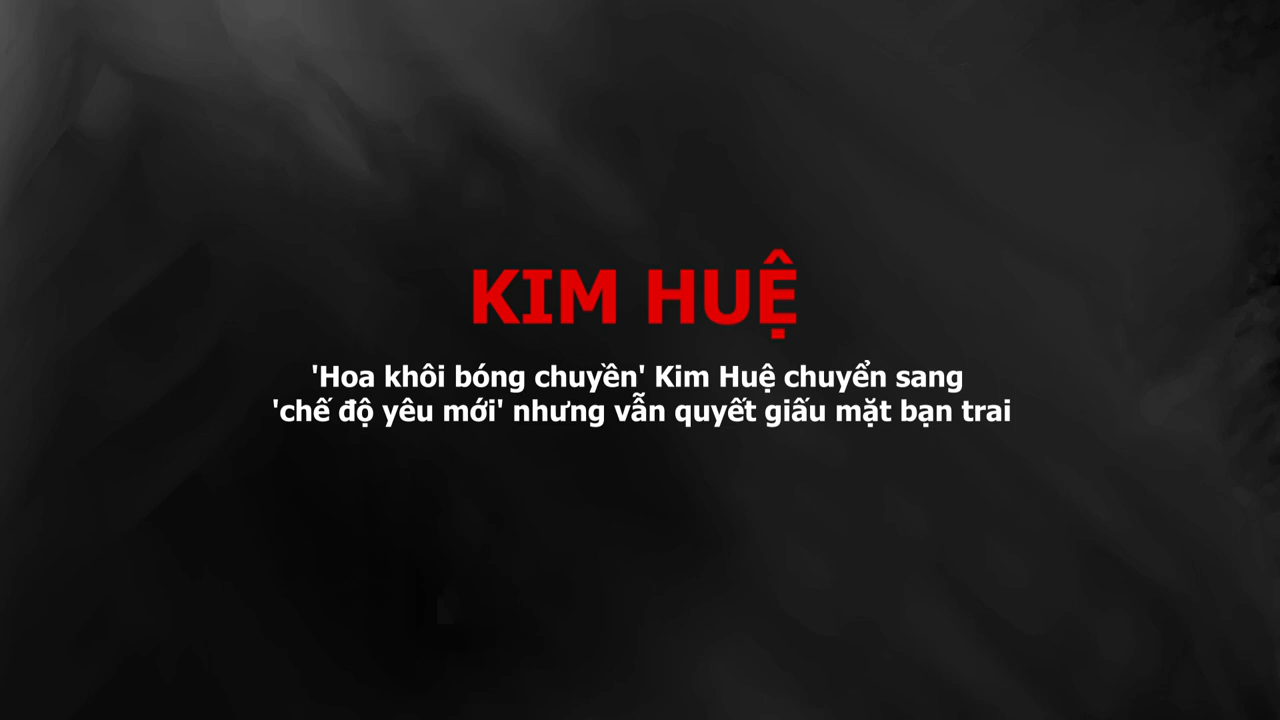 KIM HUỆ
'Hoa khôi bóng chuyền' Kim Huệ chuyển sang
'chế độ yêu mới' nhưng vẫn quyết giấu mặt bạn trai